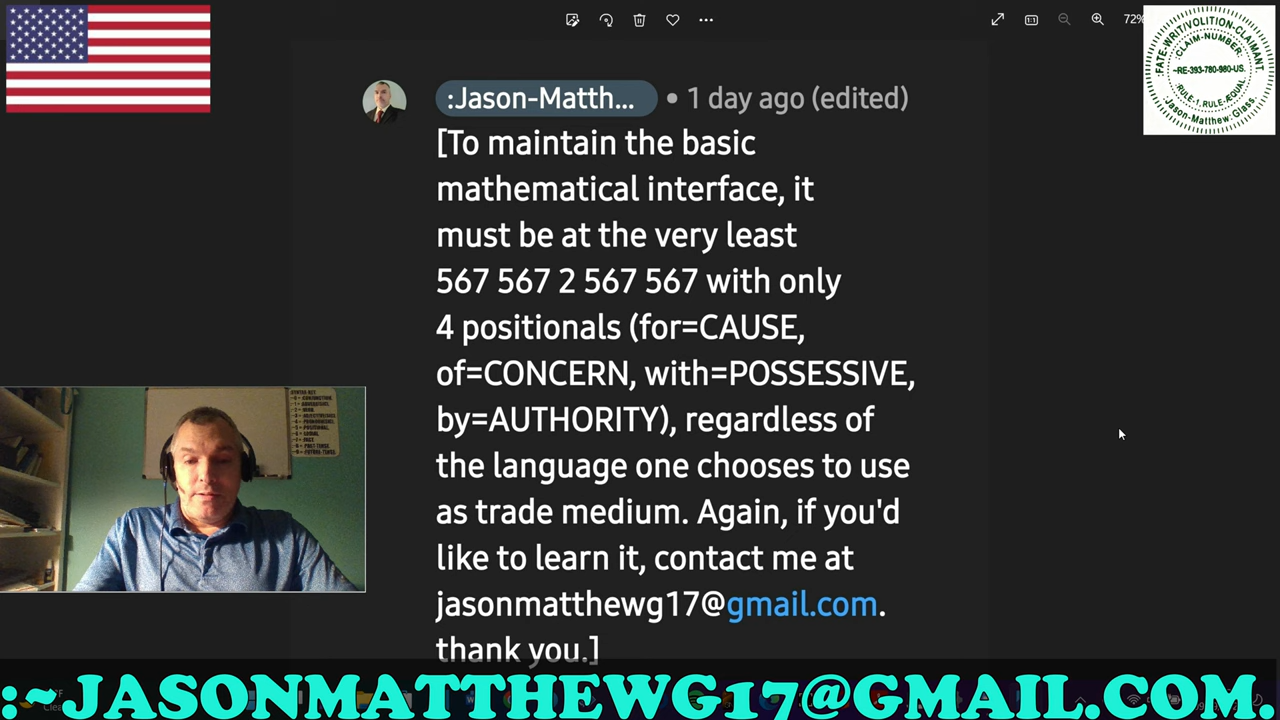 72%
:FATE-WRIT/VOLITION-CLAIMANT
:CLAIM-NUMBER:
~RE-393-780-980-US.
:RULE-1, RULE-ÆQUAL
:Jason-Matthew: Glass.
:Jason-Matth... • 1 day ago (edited)
[To maintain the basic
mathematical interface, it
must be at the very least
567 567 2 567 567 with only
4 positionals (for=CAUSE,
of=CONCERN, with=POSSESSIVE,
by=AUTHORITY), regardless of
the language one chooses to use
as trade medium. Again, if you'd
like to learn it, contact me at
jasonmatthewg17@gmail.com.
thank you.]
:~ JASONMATTHEWG17@GMAIL.COM.